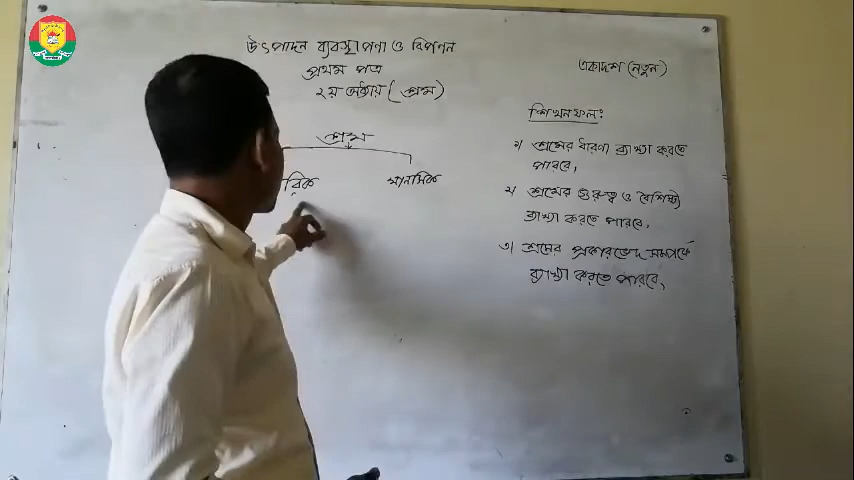 উৎপাদন ব্যবস্থাপনা ও বিপণন
প্রথম পত্র
২য় অধ্যায় (শ্রম)
একাদশ (নতুন)
শ্রম
রিক
মানসিক
শিখনফলঃ
১) শ্রমের ধারণা ব্যাখ্যা করতে
পারবে,
২) শ্রমের গুরুত্ব ও বৈশিষ্ট্য
ব্যাখ্যা করতে পারবে,
৩) শ্রমের প্রকারভেদ সম্পর্কে
ব্যাখ্যা করতে পারবে,